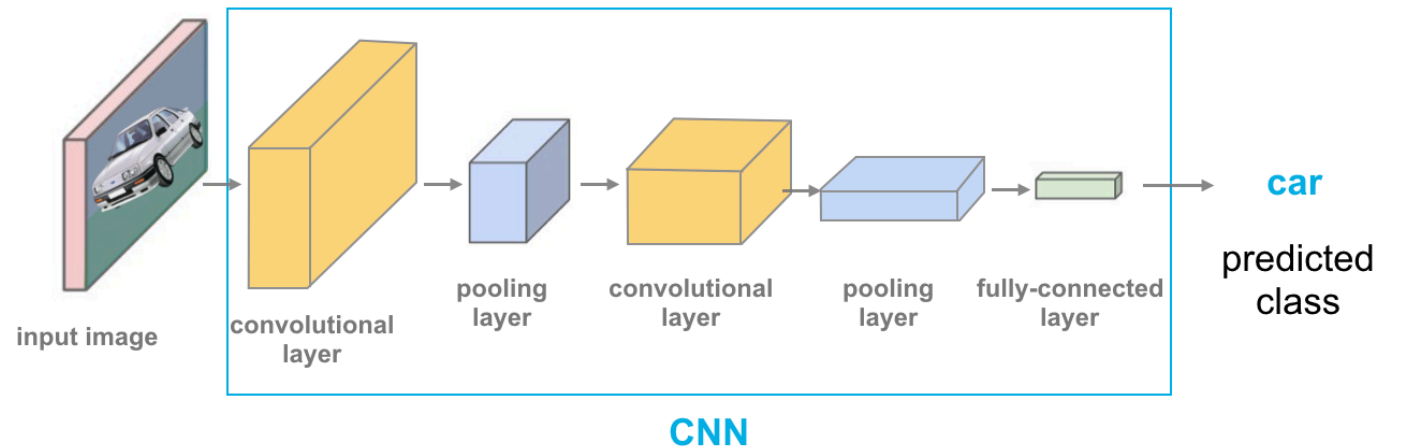 input image
convolutional
layer
pooling
layer
convolutional
layer
pooling
layer
fully-connected
layer
car
predicted
class
CNN